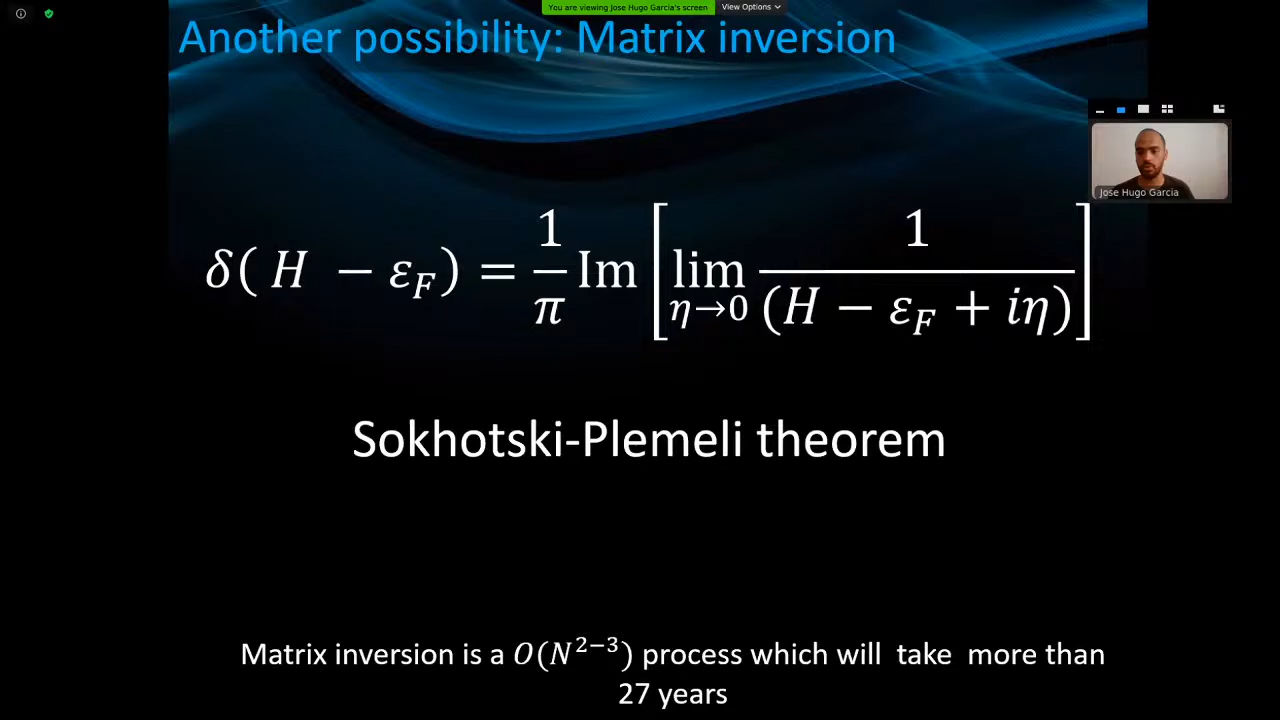 You are viewing Jose Hugo Garcia's screen
View Options
Another possibility: Matrix inversion
Jose Hugo Garcia
δ( H − ε_F) = 1/π Im [ lim_{η→0} 1/(H − ε_F + iη) ]
Sokhotski-Plemeli theorem
Matrix inversion is a O(N^{2−3}) process which will take more than
27 years